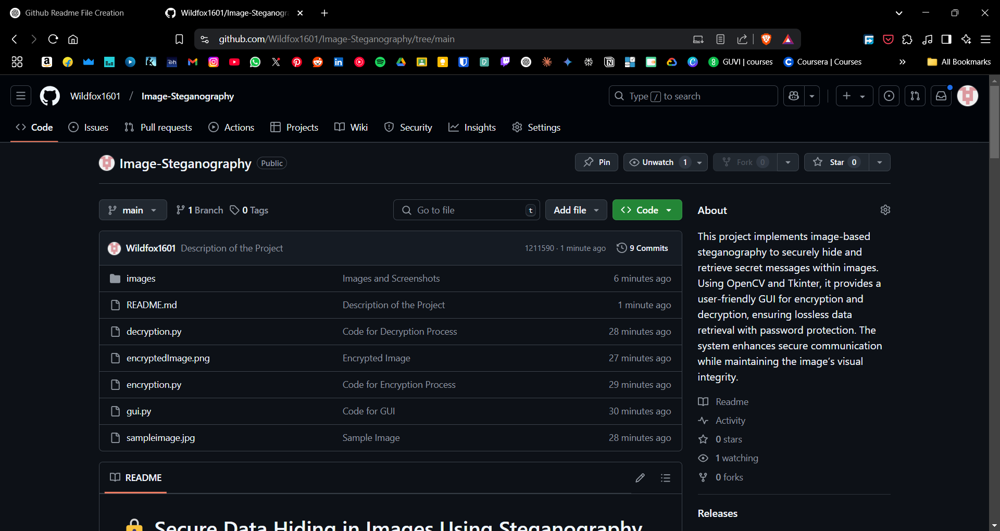 Github Readme File Creation
Wildfox1601/Image-Steganogr
github.com/Wildfox1601/Image-Steganography/tree/main
GUVI | courses
Coursera | Courses
All Bookmarks
Wildfox1601 / Image-Steganography
Type / to search
Code
Issues
Pull requests
Actions
Projects
Wiki
Security
Insights
Settings
Image-Steganography Public
Pin
Unwatch 1
Fork 0
Star 0
main
1 Branch
0 Tags
Go to file t
Add file
Code
Wildfox1601 Description of the Project 1211590 · 1 minute ago 9 Commits
images Images and Screenshots 6 minutes ago
README.md Description of the Project 1 minute ago
decryption.py Code for Decryption Process 28 minutes ago
encryptedImage.png Encrypted Image 27 minutes ago
encryption.py Code for Encryption Process 29 minutes ago
gui.py Code for GUI 30 minutes ago
sampleimage.jpg Sample Image 28 minutes ago
README
Secure Data Hiding in Images Using Steganography
About
This project implements image-based
steganography to securely hide and
retrieve secret messages within images.
Using OpenCV and Tkinter, it provides a
user-friendly GUI for encryption and
decryption, ensuring lossless data
retrieval with password protection. The
system enhances secure communication
while maintaining the image's visual
integrity.
Readme
Activity
0 stars
1 watching
0 forks
Releases